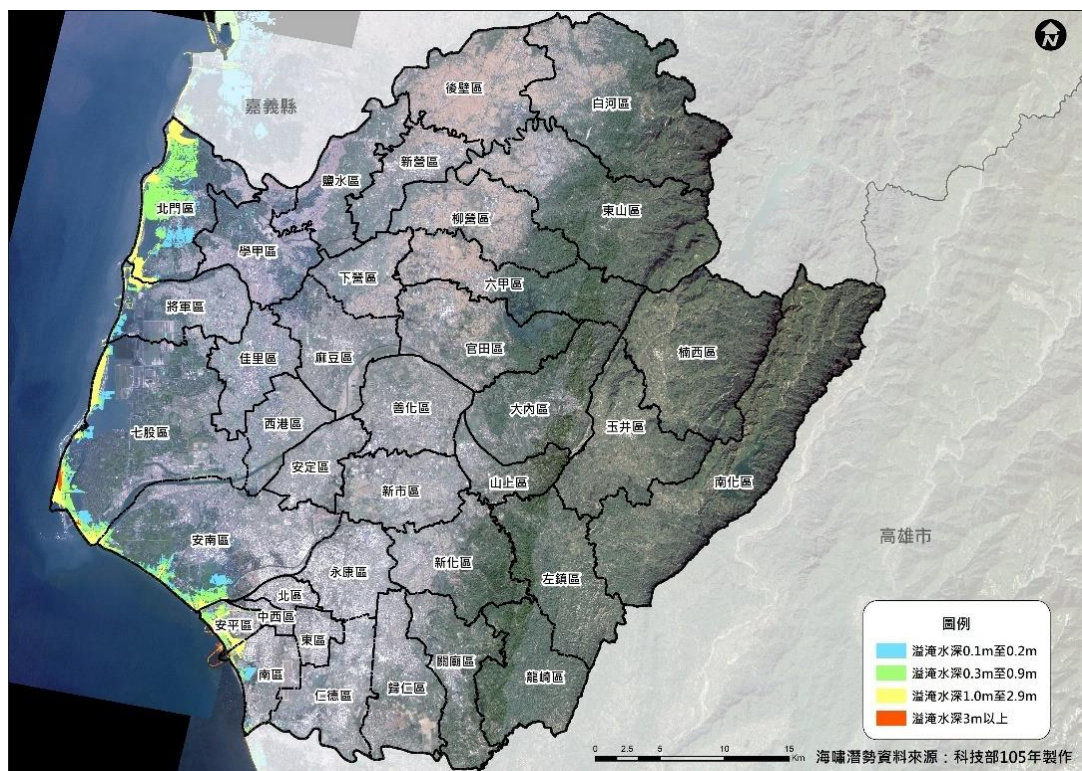 N
嘉義縣
後壁區
白河區
新營區
鹽水區
北門區
柳營區
東山區
學甲區
下營區
六甲區
將軍區
官田區
楠西區
佳里區
麻豆區
善化區
大內區
西港區
玉井區
七股區
安定區
山上區
南化區
新市區
高雄市
安南區
新化區
永康區
左鎮區
北區
中西區
安平區
東區
關廟區
南區
龍崎區
歸仁區
仁德區
圖例
溢淹水深0.1m至0.2m
溢淹水深0.3m至0.9m
溢淹水深1.0m至2.9m
溢淹水深3m以上
0 2.5 5 10 15 Km
海嘯潛勢資料來源：科技部105年製作